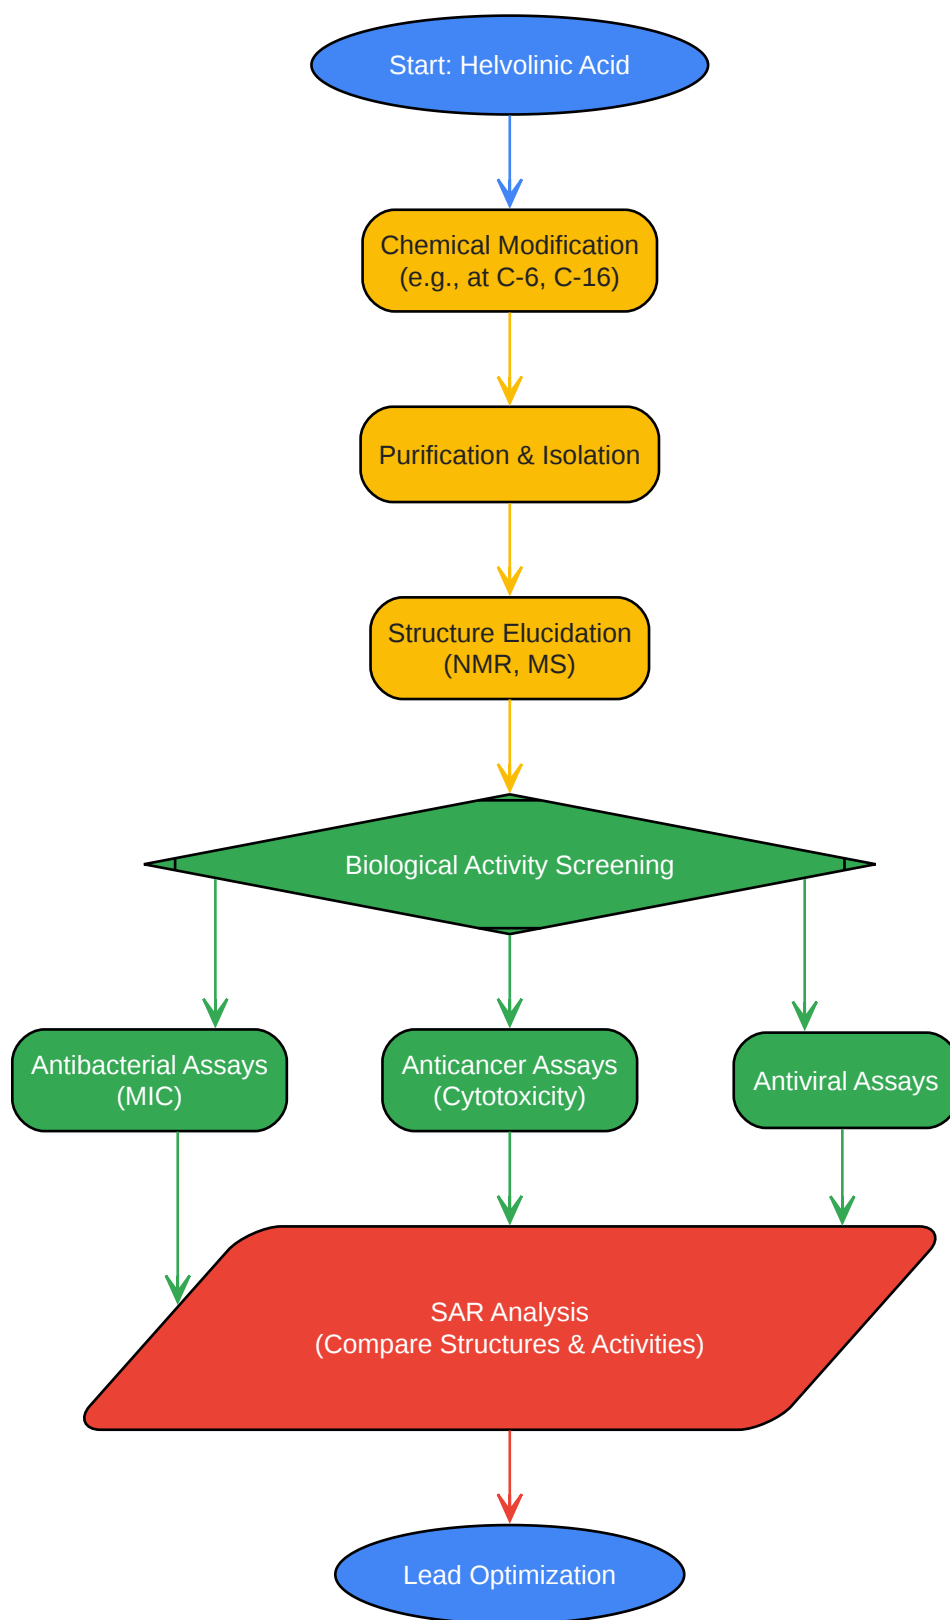 Start: Helvolinic Acid
Chemical Modification
(e.g., at C-6, C-16)
Purification & Isolation
Structure Elucidation
(NMR, MS)
Biological Activity Screening
Antibacterial Assays
(MIC)
Anticancer Assays
(Cytotoxicity)
Antiviral Assays
SAR Analysis
(Compare Structures & Activities)
Lead Optimization